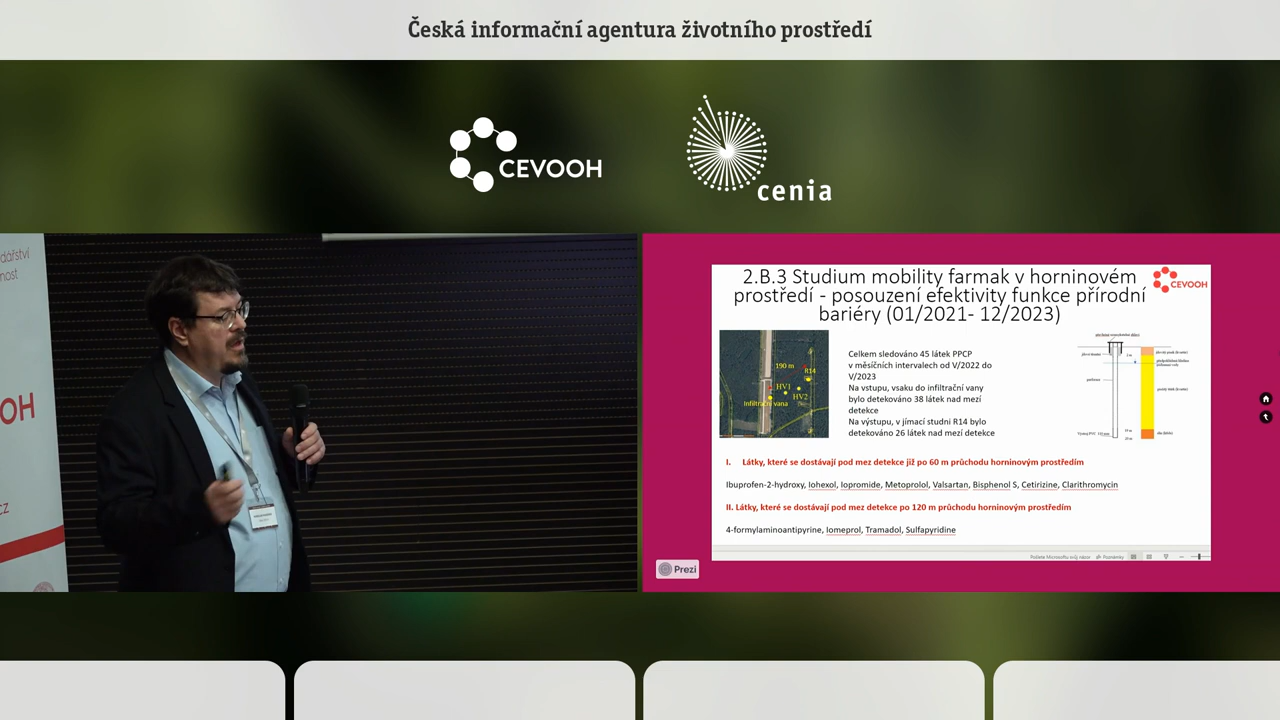 Česká informační agentura životního prostředí
CEVOOH
cenia
dářství
nost
OH
cz
2.B.3 Studium mobility farmak v horninovém
prostředí - posouzení efektivity funkce přírodní
bariéry (01/2021- 12/2023)
CEVOOH
190 m
R14
HV1
HV2
Infiltrační vana
Celkem sledováno 45 látek PPCP
v měsíčních intervalech od V/2022 do
V/2023
Na vstupu, vsaku do infiltrační vany
bylo detekováno 38 látek nad mezí
detekce
Na výstupu, v jímací studni R14 bylo
detekováno 26 látek nad mezí detekce
I. Látky, které se dostávají pod mez detekce již po 60 m průchodu horninovým prostředím
Ibuprofen-2-hydroxy, Iohexol, Iopromide, Metoprolol, Valsartan, Bisphenol S, Cetirizine, Clarithromycin
II. Látky, které se dostávají pod mez detekce po 120 m průchodu horninovým prostředím
4-formylaminoantipyrine, Iomeprol, Tramadol, Sulfapyridine
Poznámky
Prezi